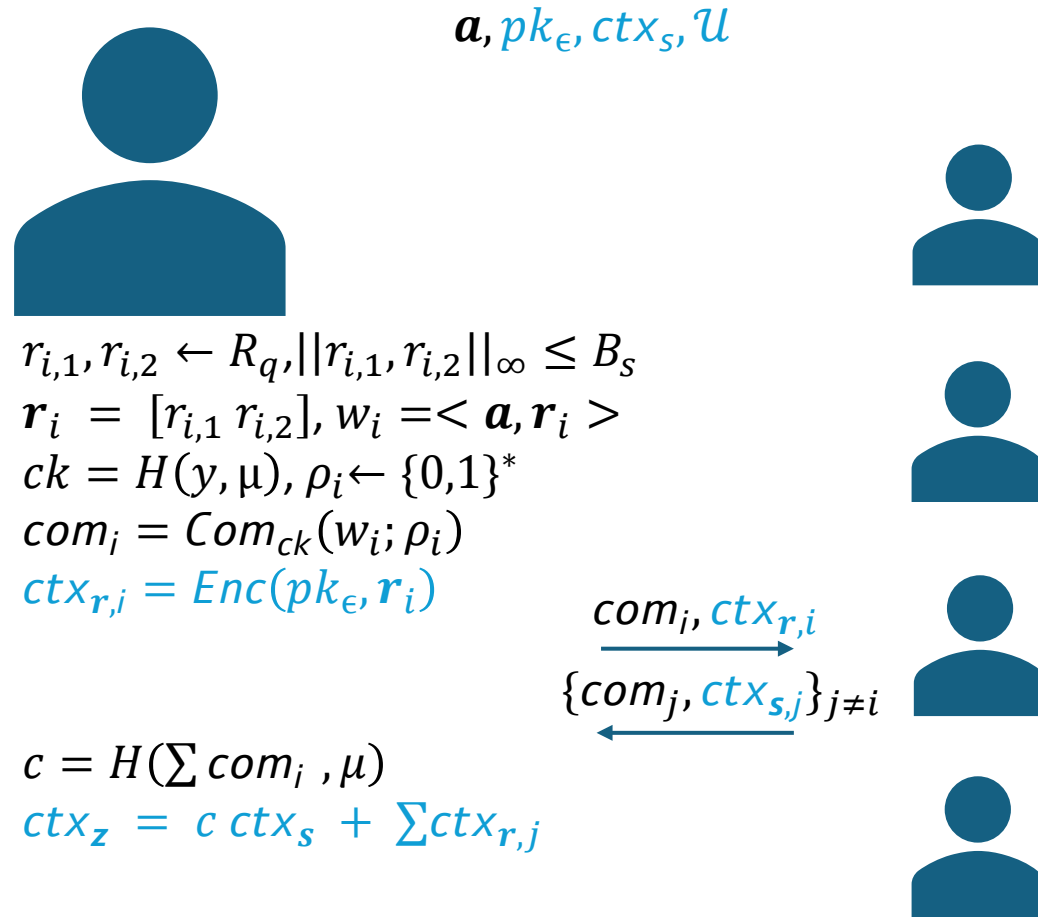 𝒂, pk_ϵ, ctx_s, 𝒰
r_{i,1}, r_{i,2} ← R_q, ||r_{i,1}, r_{i,2}||_∞ ≤ B_s
𝒓_i = [r_{i,1} r_{i,2}], w_i =< 𝒂, 𝒓_i >
ck = H(y, μ), ρ_i ← {0,1}^*
com_i = Com_{ck}(w_i; ρ_i)
ctx_{𝒓,i} = Enc(pk_ϵ, 𝒓_i)
com_i, ctx_{𝒓,i}
{com_j, ctx_{𝒔,j}}_{j≠i}
c = H(∑ com_i , μ)
ctx_𝒛 = c ctx_𝒔 + ∑ctx_{𝒓,j}